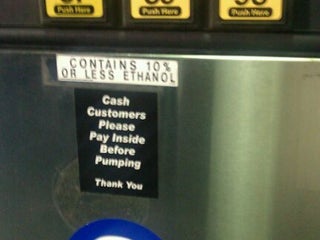 Push Here Push Here Push Here
CONTAINS 10%
OR LESS ETHANOL
Cash
Customers
Please
Pay Inside
Before
Pumping
Thank You